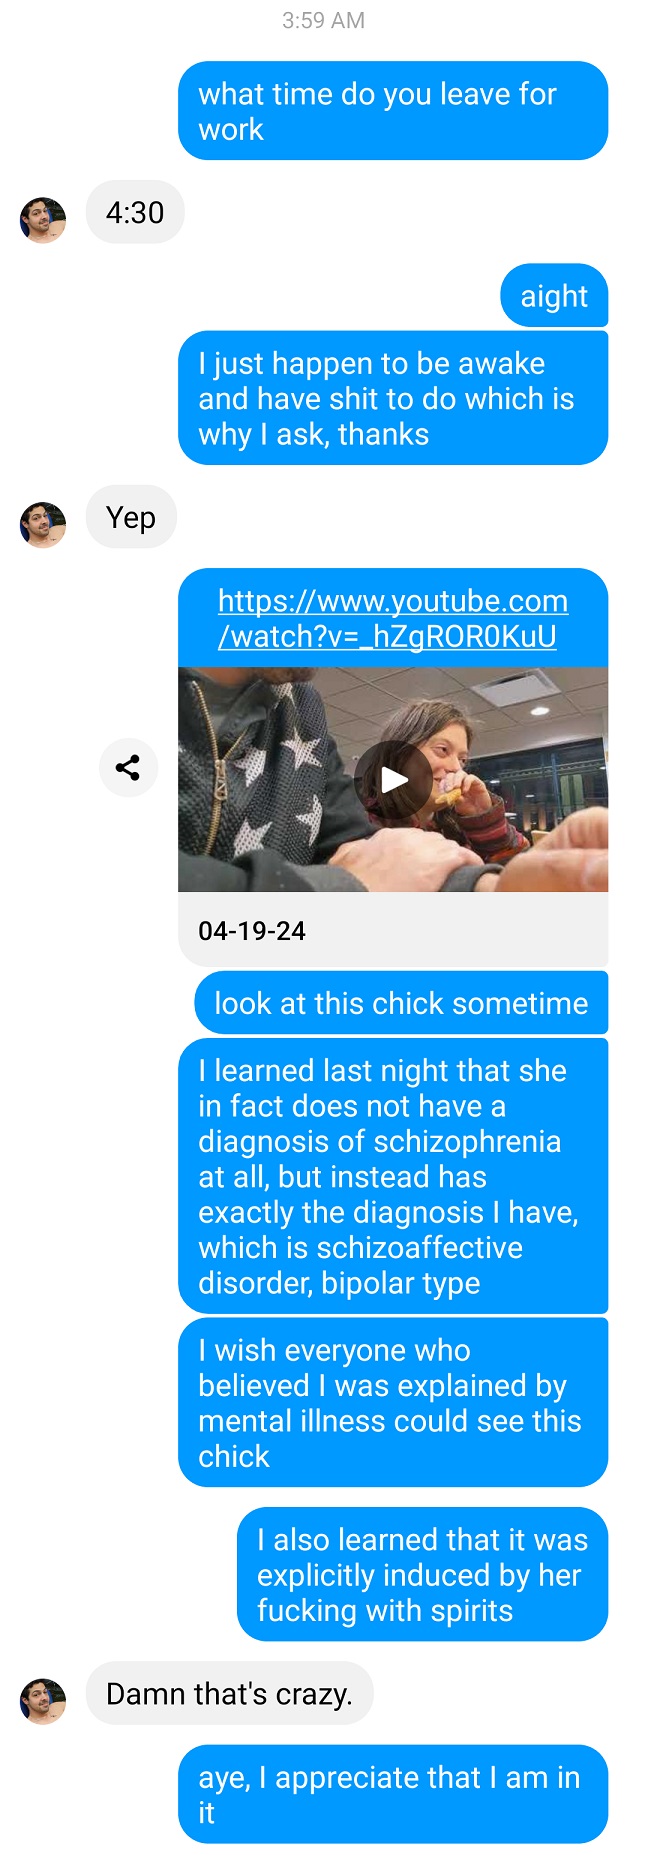 3:59 AM
what time do you leave for
work
4:30
aight
I just happen to be awake
and have shit to do which is
why I ask, thanks
Yep
https://www.youtube.com
/watch?v=_hZgROR0KuU
04-19-24
look at this chick sometime
I learned last night that she
in fact does not have a
diagnosis of schizophrenia
at all, but instead has
exactly the diagnosis I have,
which is schizoaffective
disorder, bipolar type
I wish everyone who
believed I was explained by
mental illness could see this
chick
I also learned that it was
explicitly induced by her
fucking with spirits
Damn that's crazy.
aye, I appreciate that I am in
it